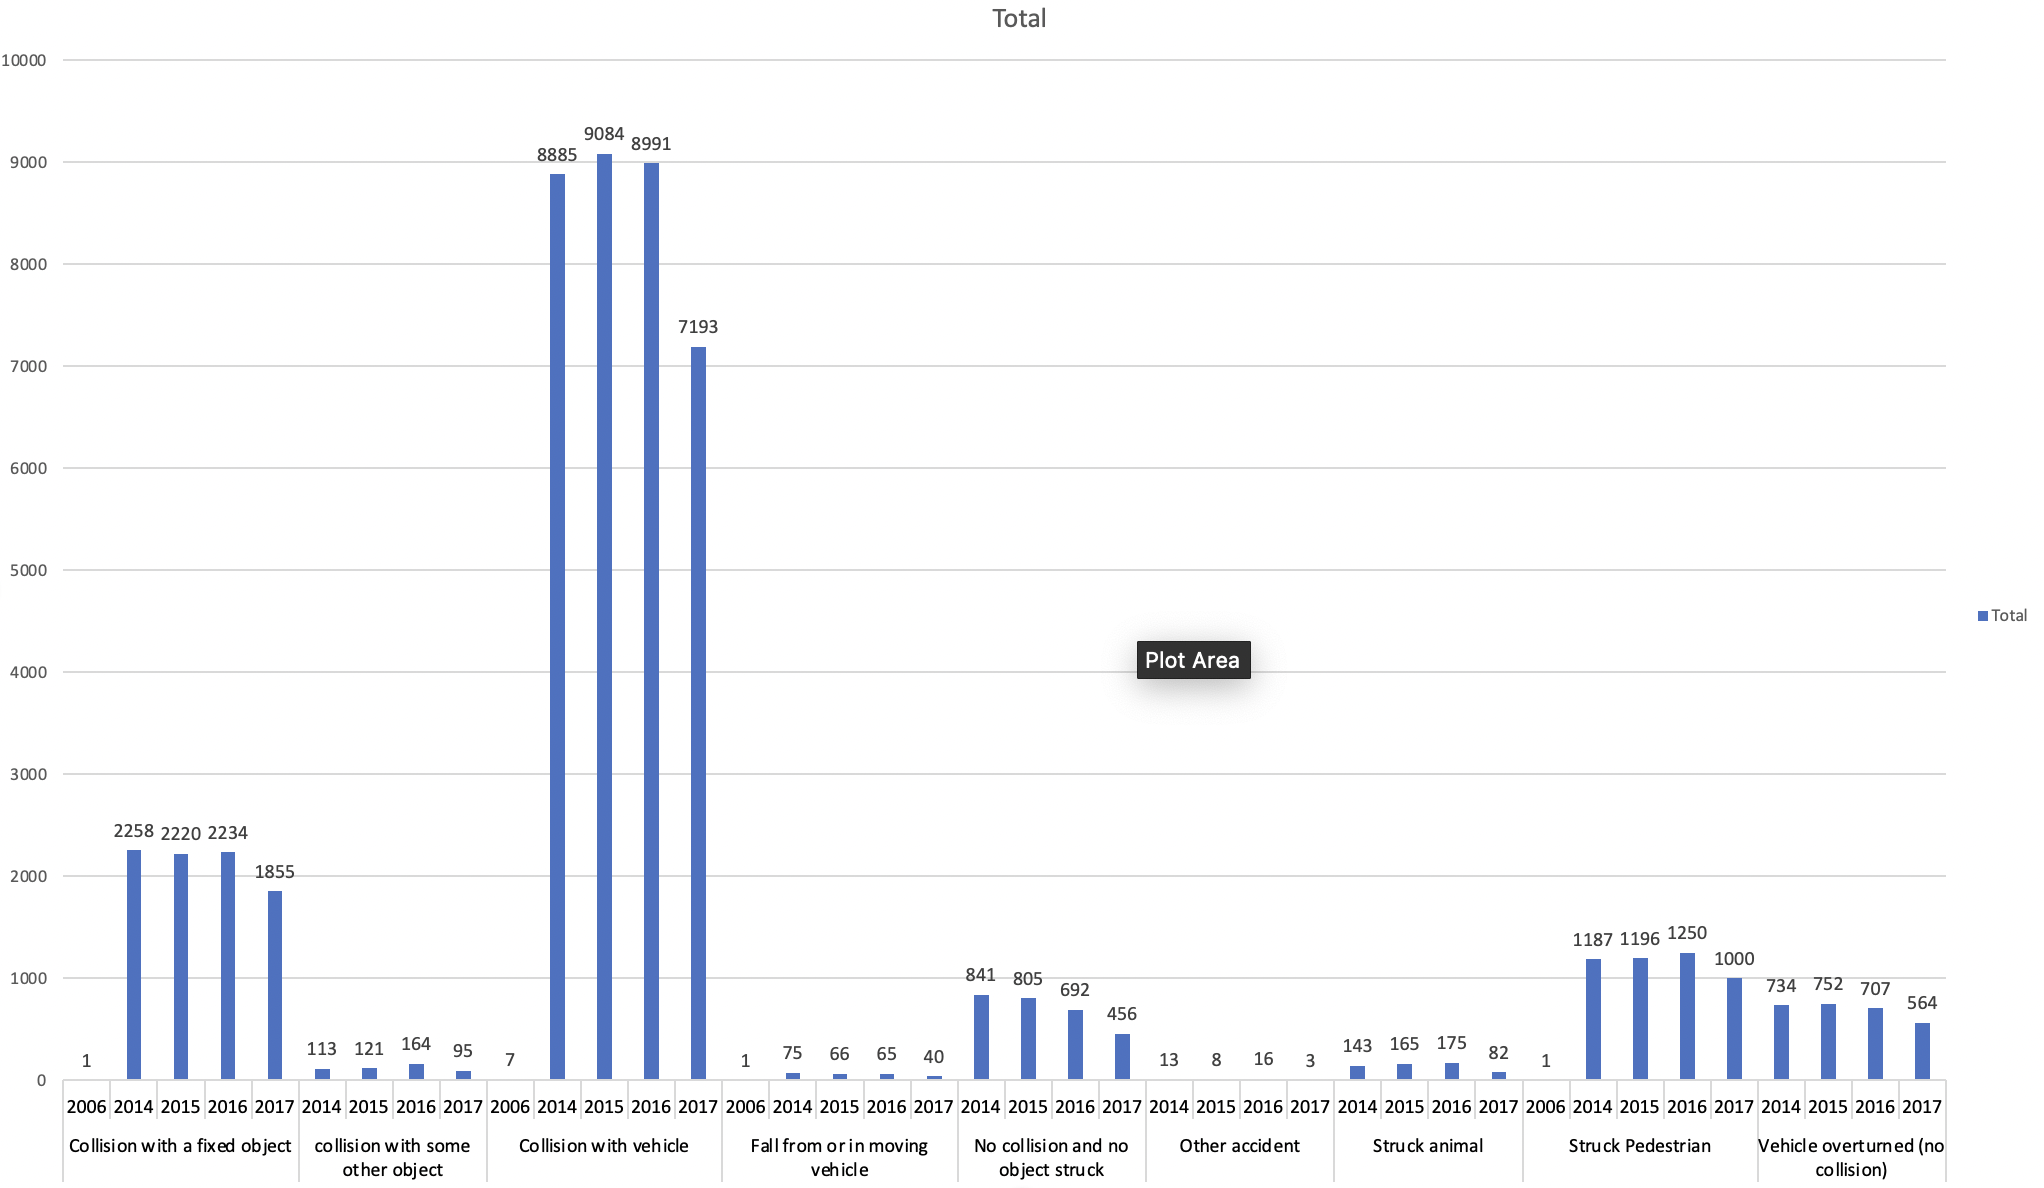 Total
10000
9000
8000
7000
6000
5000
4000
3000
2000
1000
0
1 2258 2220 2234 1855
113 121 164 95
7 8885 9084 8991 7193
1 75 66 65 40
841 805 692 456
13 8 16 3
143 165 175 82
1 1187 1196 1250 1000
734 752 707 564
Plot Area
Total
2006 2014 2015 2016 2017 2014 2015 2016 2017 2006 2014 2015 2016 2017 2006 2014 2015 2016 2017 2014 2015 2016 2017 2014 2015 2016 2017 2014 2015 2016 2017 2006 2014 2015 2016 2017 2014 2015 2016 2017
Collision with a fixed object
collision with some
other object
Collision with vehicle
Fall from or in moving
vehicle
No collision and no
object struck
Other accident
Struck animal
Struck Pedestrian
Vehicle overturned (no
collision)